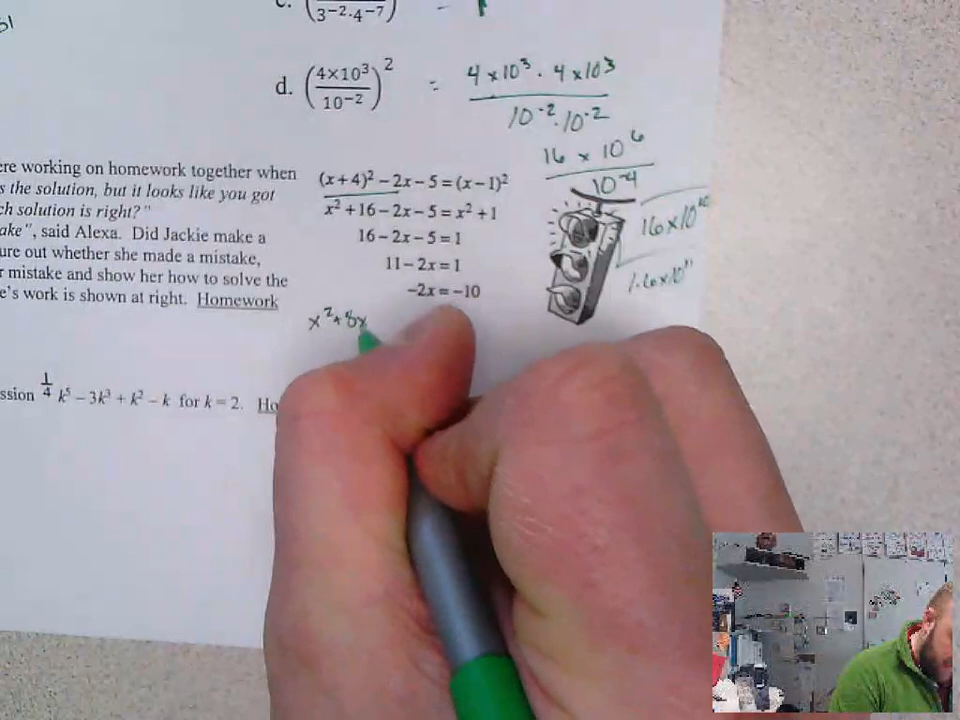 c. ( / 3⁻²·4⁻⁷ ) =
d. (4×10³ / 10⁻²)² = 4×10³ · 4×10³ / 10⁻²·10⁻²
16 × 10⁶ / 10⁻⁴
16×10¹⁰
1.6×10¹¹
ere working on homework together when
s the solution, but it looks like you got
ch solution is right?"
ake", said Alexa. Did Jackie make a
ure out whether she made a mistake,
r mistake and show her how to solve the
e's work is shown at right. Homework
(x+4)² − 2x − 5 = (x−1)²
x² + 16 − 2x − 5 = x² + 1
16 − 2x − 5 = 1
11 − 2x = 1
−2x = −10
x² + 8x
ssion 1/4 k⁵ − 3k³ + k² − k for k = 2. Ho